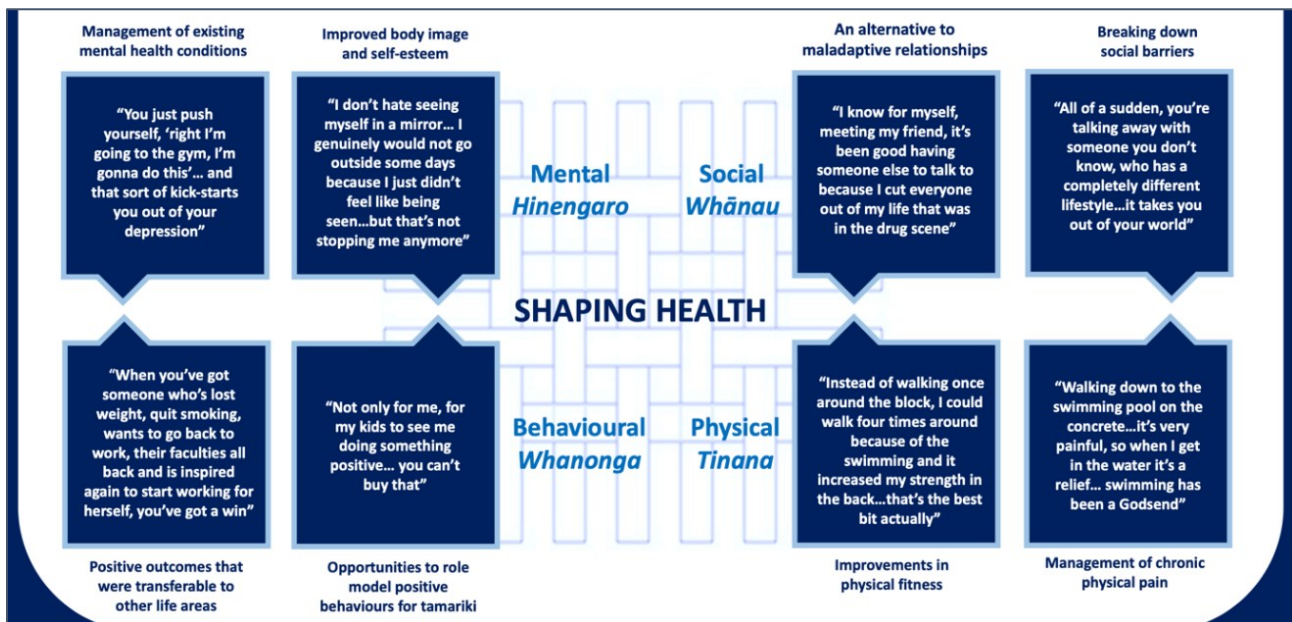 Management of existing
mental health conditions
“You just push
yourself, ‘right I’m
going to the gym, I’m
gonna do this’... and
that sort of kick-starts
you out of your
depression”
Improved body image
and self-esteem
“I don’t hate seeing
myself in a mirror... I
genuinely would not go
outside some days
because I just didn’t
feel like being
seen...but that’s not
stopping me anymore”
Mental
Hinengaro
Social
Whānau
An alternative to
maladaptive relationships
“I know for myself,
meeting my friend, it’s
been good having
someone else to talk to
because I cut everyone
out of my life that was
in the drug scene”
Breaking down
social barriers
“All of a sudden, you’re
talking away with
someone you don’t
know, who has a
completely different
lifestyle...it takes you
out of your world”
SHAPING HEALTH
“When you’ve got
someone who’s lost
weight, quit smoking,
wants to go back to
work, their faculties all
back and is inspired
again to start working for
herself, you’ve got a win”
Positive outcomes that
were transferable to
other life areas
“Not only for me, for
my kids to see me
doing something
positive... you can’t
buy that”
Opportunities to role
model positive
behaviours for tamariki
Behavioural
Whanonga
Physical
Tinana
“Instead of walking once
around the block, I could
walk four times around
because of the
swimming and it
increased my strength in
the back...that’s the best
bit actually”
Improvements in
physical fitness
“Walking down to the
swimming pool on the
concrete...it’s very
painful, so when I get
in the water it’s a
relief... swimming has
been a Godsend”
Management of chronic
physical pain